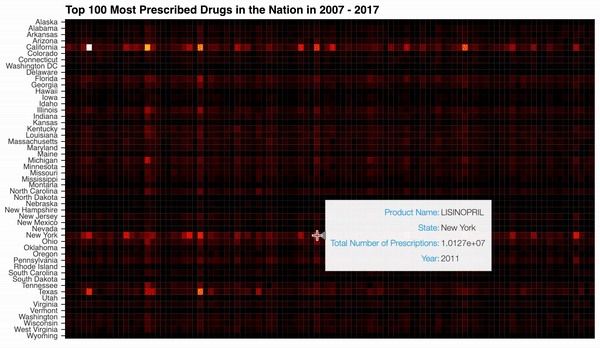 Top 100 Most Prescribed Drugs in the Nation in 2007 - 2017
Alaska
Alabama
Arkansas
Arizona
California
Colorado
Connecticut
Washington DC
Delaware
Florida
Georgia
Hawaii
Iowa
Idaho
Illinois
Indiana
Kansas
Kentucky
Louisiana
Massachusetts
Maryland
Maine
Michigan
Minnesota
Missouri
Mississippi
Montana
North Carolina
North Dakota
Nebraska
New Hampshire
New Jersey
New Mexico
Nevada
New York
Ohio
Oklahoma
Oregon
Pennsylvania
Rhode Island
South Carolina
South Dakota
Tennessee
Texas
Utah
Virginia
Vermont
Washington
Wisconsin
West Virginia
Wyoming
Product Name: LISINOPRIL
State: New York
Total Number of Prescriptions: 1.0127e+07
Year: 2011